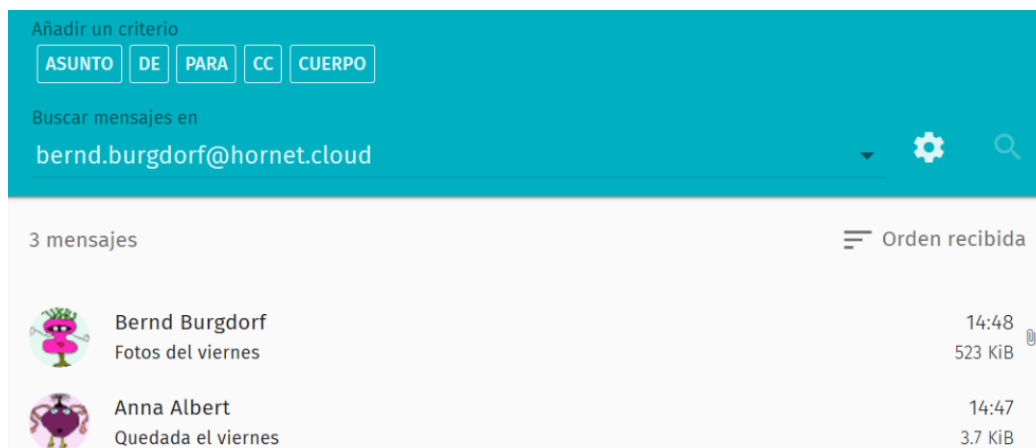 Añadir un criterio
ASUNTO DE PARA CC CUERPO
Buscar mensajes en
bernd.burgdorf@hornet.cloud
3 mensajes Orden recibida
Bernd Burgdorf 14:48
Fotos del viernes 523 KiB
Anna Albert 14:47
Quedada el viernes 3.7 KiB